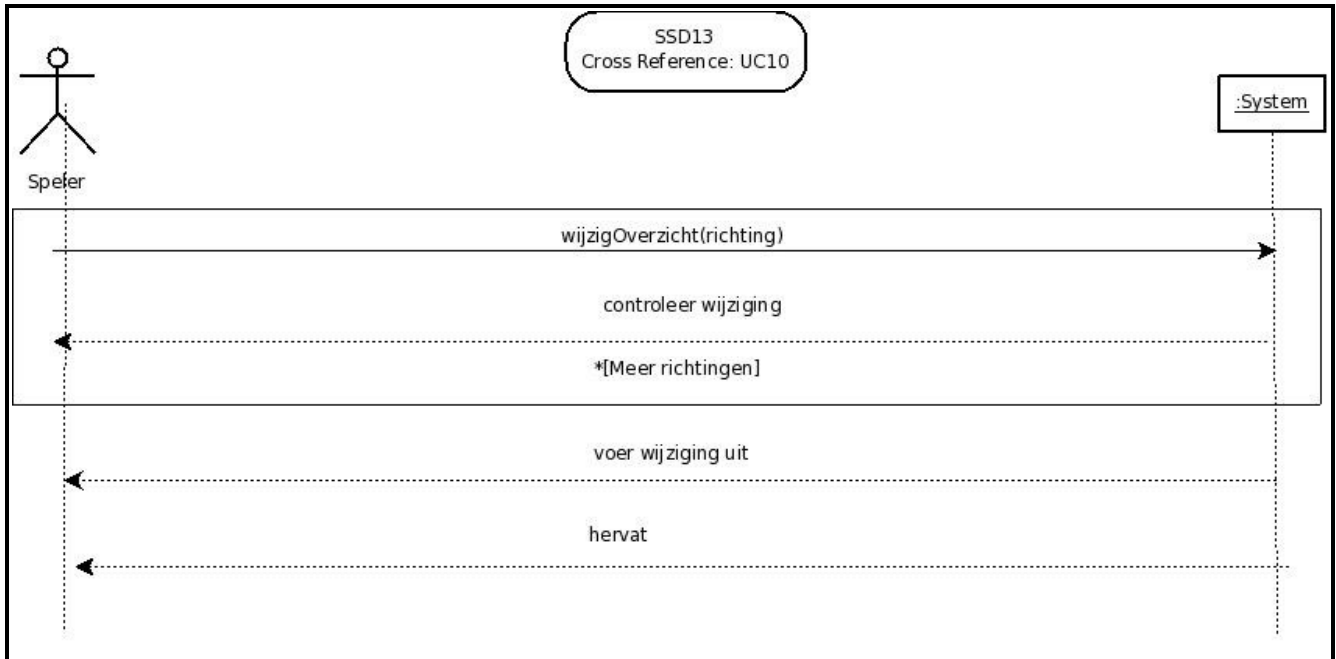 SSD13
Cross Reference: UC10
:System
Speler
wijzigOverzicht(richting)
controleer wijziging
*[Meer richtingen]
voer wijziging uit
hervat